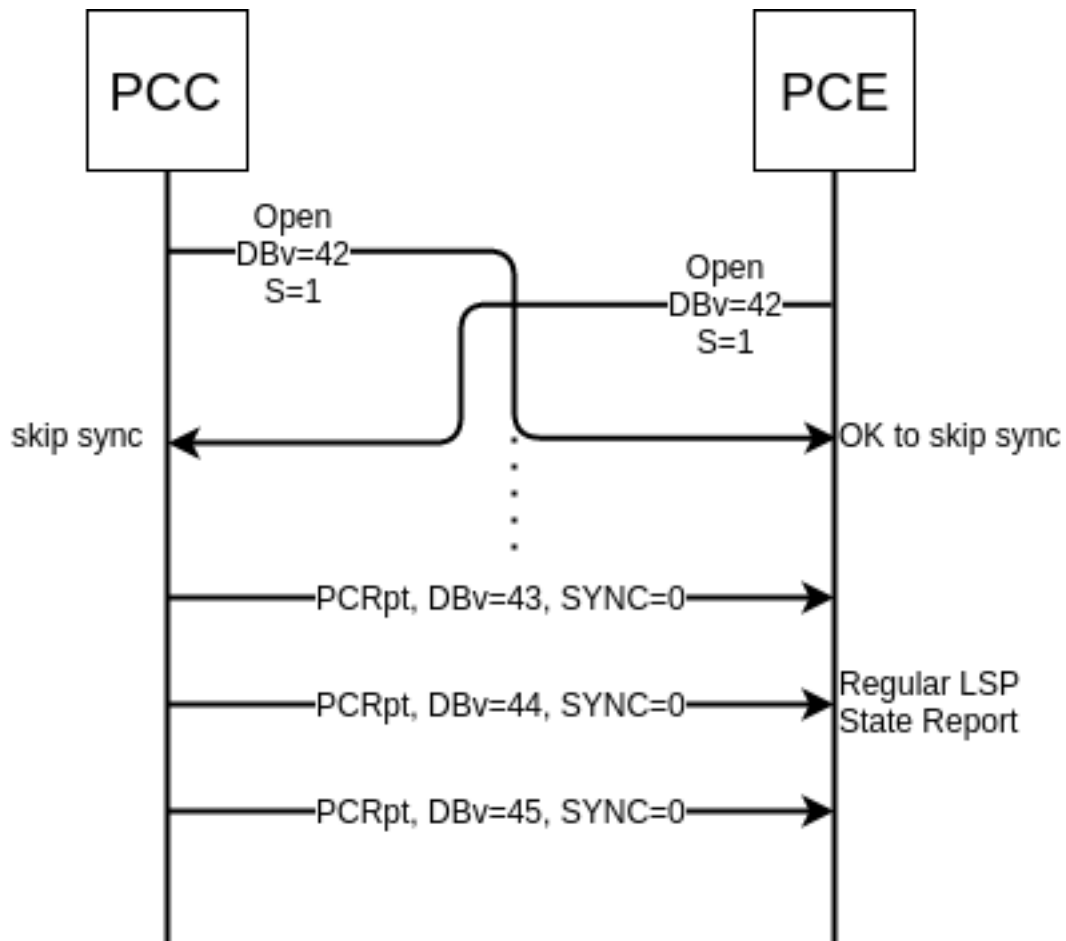 PCC
PCE
Open
DBv=42
S=1
Open
DBv=42
S=1
skip sync
OK to skip sync
PCRpt, DBv=43, SYNC=0
PCRpt, DBv=44, SYNC=0
Regular LSP
State Report
PCRpt, DBv=45, SYNC=0